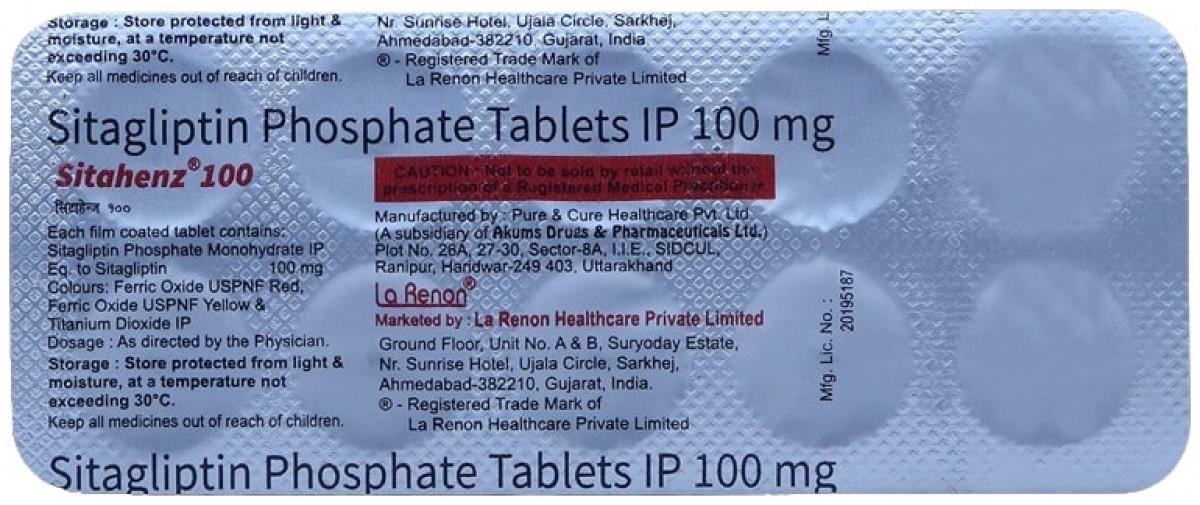 Storage : Store protected from light &
moisture, at a temperature not
exceeding 30°C.
Keep all medicines out of reach of children.
Nr. Sunrise Hotel, Ujala Circle, Sarkhej,
Ahmedabad-382210, Gujarat, India
® - Registered Trade Mark of
La Renon Healthcare Private Limited
Mfg. L
Sitagliptin Phosphate Tablets IP 100 mg
Sitahenz® 100
सिटाहेन्ज १००
Each film coated tablet contains:
Sitagliptin Phosphate Monohydrate IP
Eq. to Sitagliptin 100 mg
Colours: Ferric Oxide USPNF Red,
Ferric Oxide USPNF Yellow &
Titanium Dioxide IP
Dosage : As directed by the Physician.
Storage : Store protected from light &
moisture, at a temperature not
exceeding 30°C.
Keep all medicines out of reach of children.
CAUTION : Not to be sold by retail without the
prescription of a Registered Medical Practitioner.
Manufactured by : Pure & Cure Healthcare Pvt. Ltd.
(A subsidiary of Akums Drugs & Pharmaceuticals Ltd.)
Plot No. 26A, 27-30, Sector-8A, I.I.E., SIDCUL,
Ranipur, Haridwar-249 403, Uttarakhand
La Renon®
Marketed by : La Renon Healthcare Private Limited
Ground Floor, Unit No. A & B, Suryoday Estate,
Nr. Sunrise Hotel, Ujala Circle, Sarkhej,
Ahmedabad-382210, Gujarat, India.
® - Registered Trade Mark of
La Renon Healthcare Private Limited
Mfg. Lic. No. :
20195187
Sitagliptin Phosphate Tablets IP 100 mg